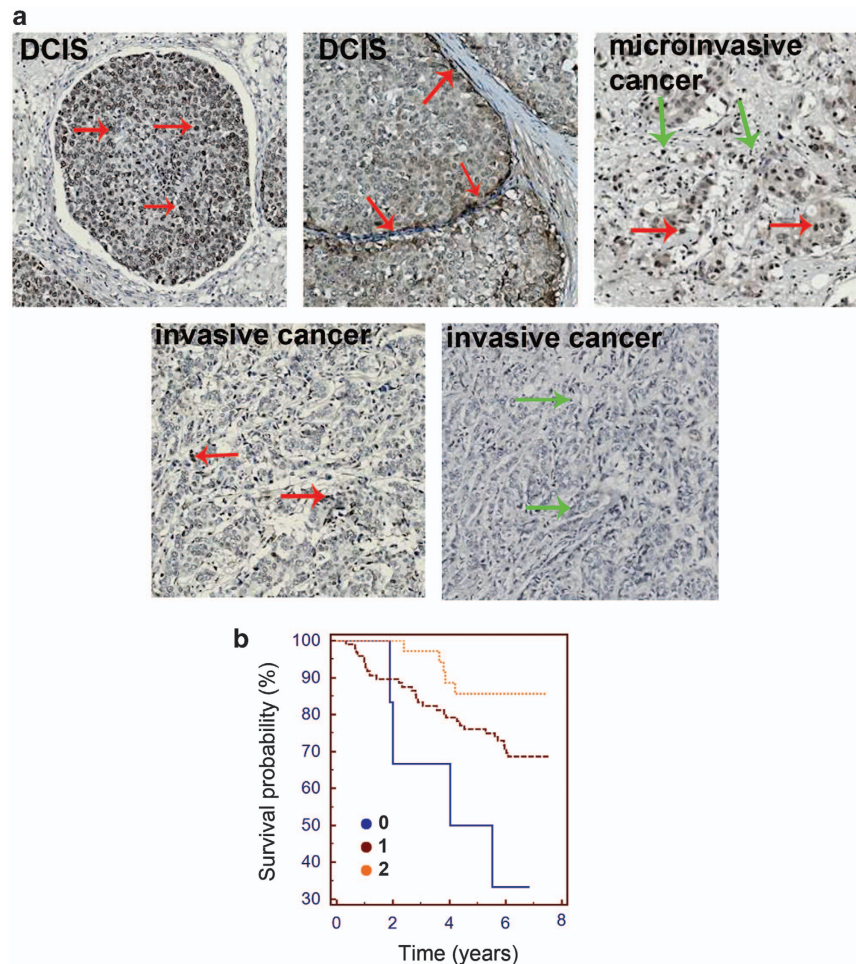 a
DCIS
DCIS
microinvasive
cancer
invasive cancer
invasive cancer
b
Survival probability (%)
100
90
80
70
60
50
40
30
0
1
2
0
2
4
6
8
Time (years)